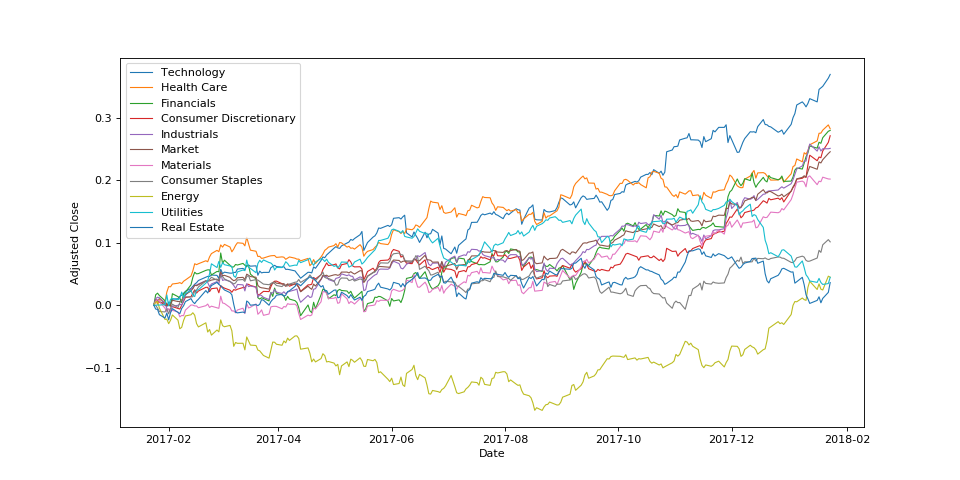 Technology
Health Care
Financials
Consumer Discretionary
Industrials
Market
Materials
Consumer Staples
Energy
Utilities
Real Estate
0.3
0.2
0.1
0.0
−0.1
Adjusted Close
2017-02 2017-04 2017-06 2017-08 2017-10 2017-12 2018-02
Date